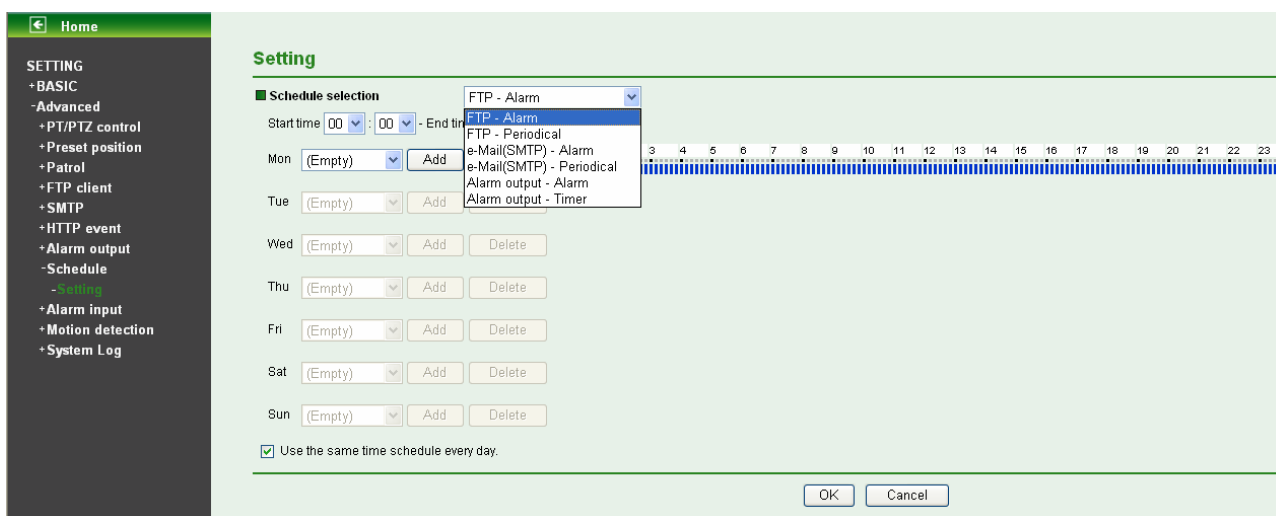 Home
SETTING
+BASIC
-Advanced
+PT/PTZ control
+Preset position
+Patrol
+FTP client
+SMTP
+HTTP event
+Alarm output
-Schedule
-Setting
+Alarm input
+Motion detection
+System Log
Setting
Schedule selection FTP - Alarm
FTP - Alarm
FTP - Periodical
e-Mail(SMTP) - Alarm
e-Mail(SMTP) - Periodical
Alarm output - Alarm
Alarm output - Timer
Start time 00 : 00 - End
3 4 5 6 7 8 9 10 11 12 13 14 15 16 17 18 19 20 21 22 23
Mon (Empty) Add
Tue (Empty) Add
Wed (Empty) Add Delete
Thu (Empty) Add Delete
Fri (Empty) Add Delete
Sat (Empty) Add Delete
Sun (Empty) Add Delete
Use the same time schedule every day.
OK Cancel